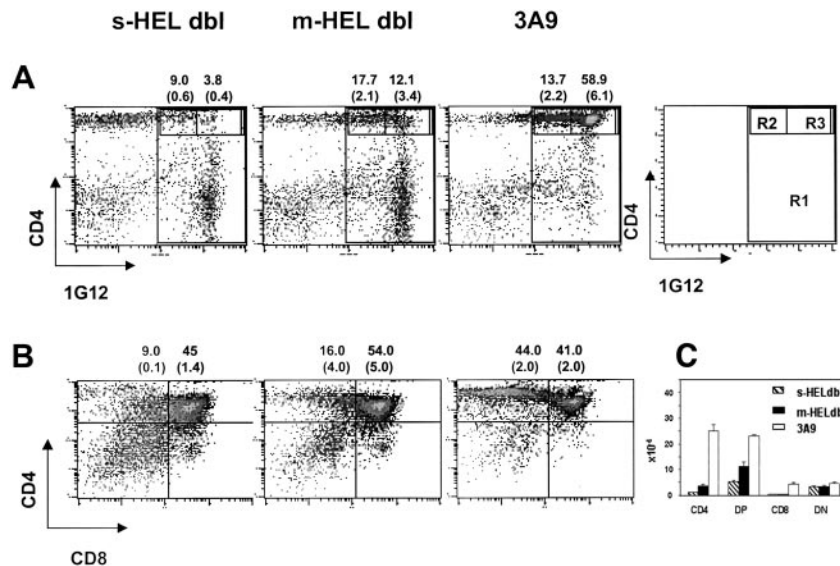 s-HEL dbl m-HEL dbl 3A9
A
9.0 3.8 17.7 12.1 13.7 58.9
(0.6) (0.4) (2.1) (3.4) (2.2) (6.1)
R2 R3
R1
CD4
CD4
1G12 1G12
B
9.0 45 16.0 54.0 44.0 41.0
(0.1) (1.4) (4.0) (5.0) (2.0) (2.0)
CD4
CD8
C
s-HELdbl
m-HELdbl
3A9
40
30
20
10
0
CD4 DP CD8 DN